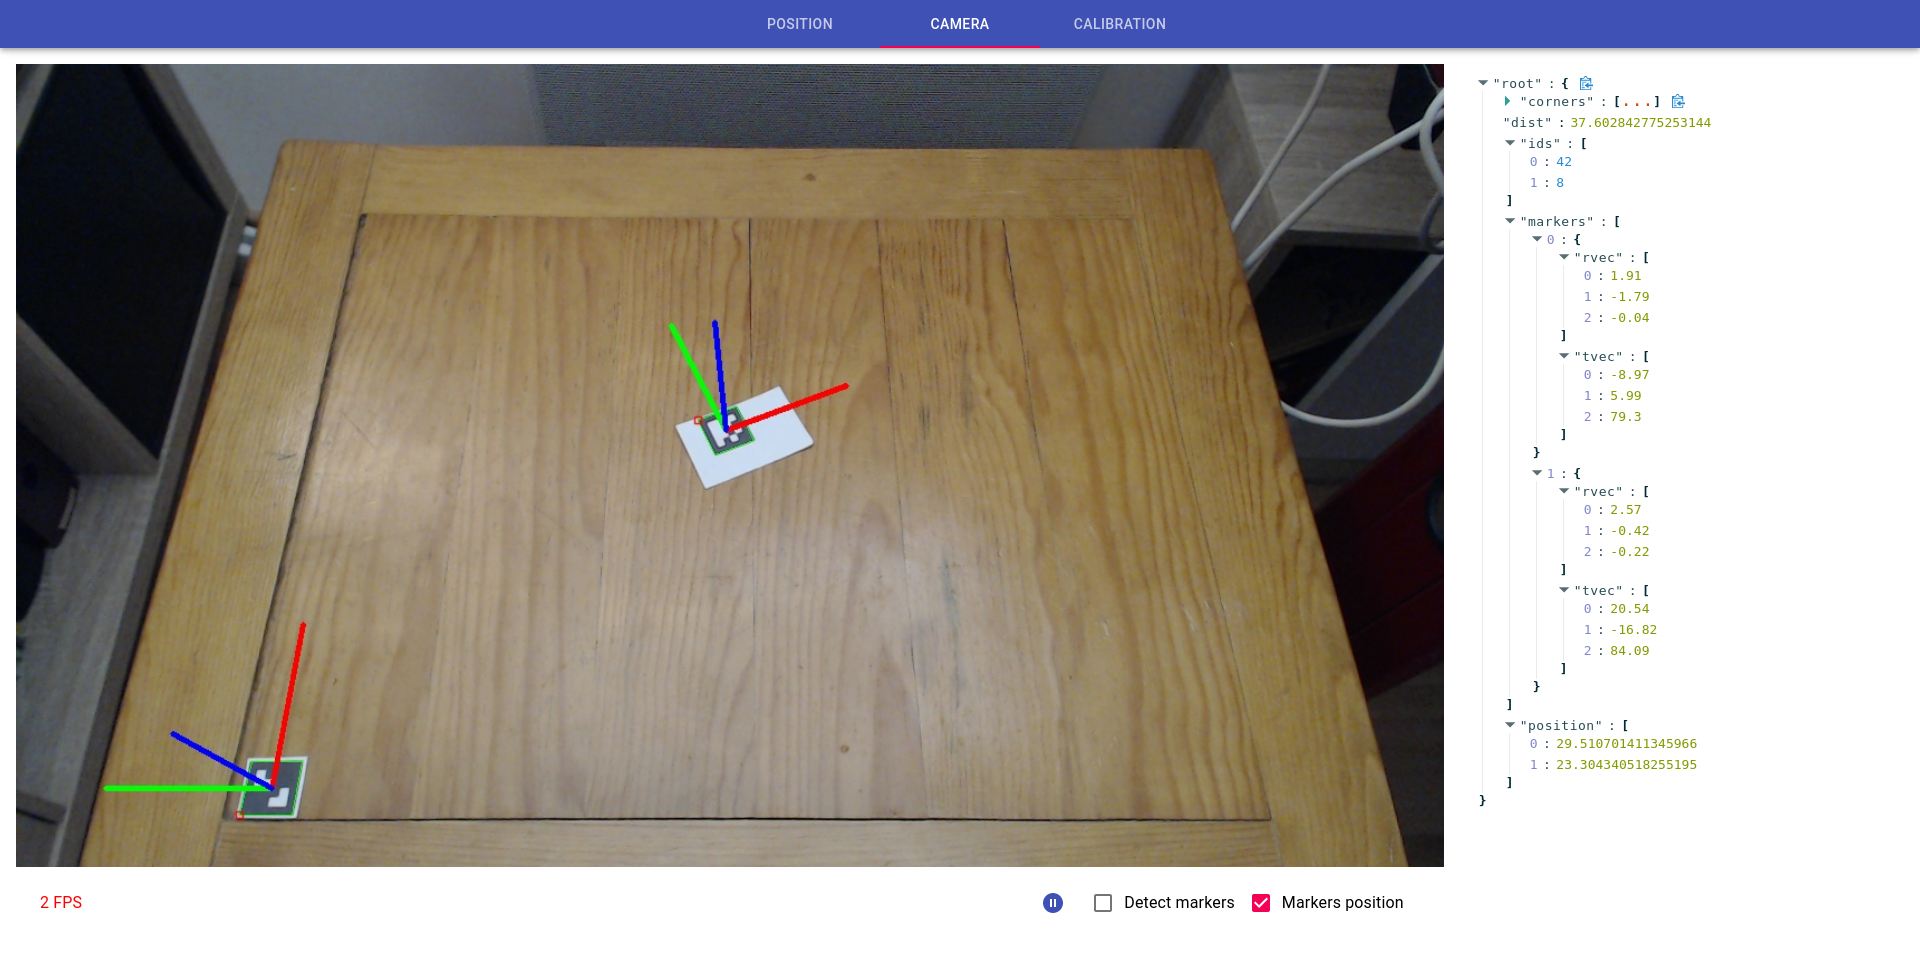 POSITION CAMERA CALIBRATION
"root" : {
"corners" : [...]
"dist" : 37.602842775253144
"ids" : [
0 : 42
1 : 8
]
"markers" : [
0 : {
"rvec" : [
0 : 1.91
1 : -1.79
2 : -0.04
]
"tvec" : [
0 : -8.97
1 : 5.99
2 : 79.3
]
}
1 : {
"rvec" : [
0 : 2.57
1 : -0.42
2 : -0.22
]
"tvec" : [
0 : 20.54
1 : -16.82
2 : 84.09
]
}
]
"position" : [
0 : 29.510701411345966
1 : 23.304340518255195
]
}
2 FPS Detect markers Markers position